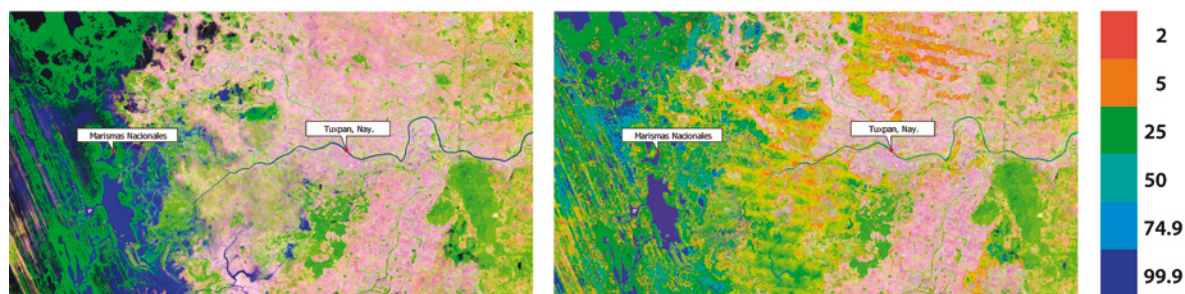 Marismas Nacionales
Tuxpan, Nay.
Marismas Nacionales
Tuxpan, Nay.
2
5
25
50
74.9
99.9